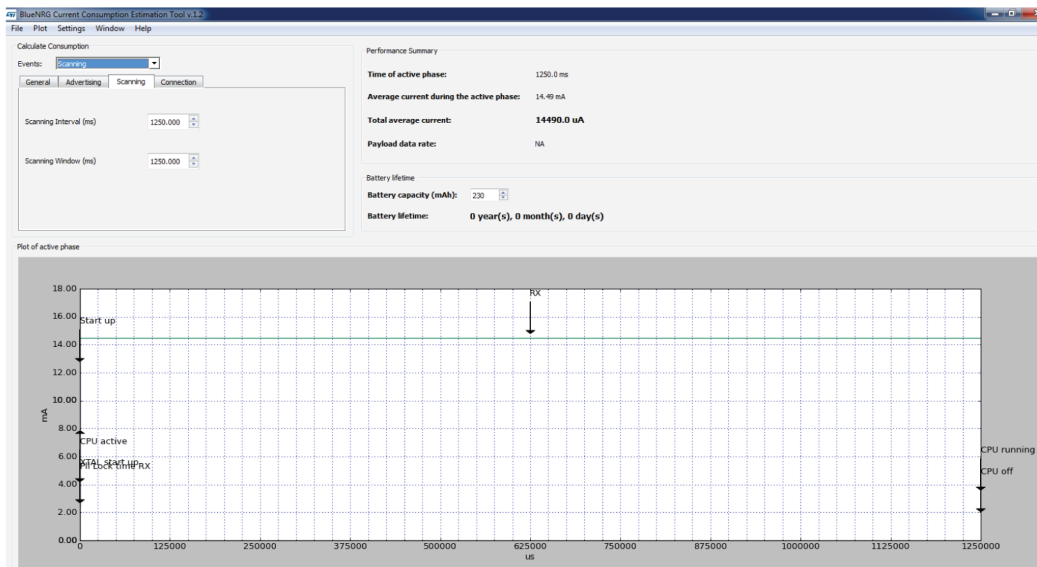 BlueNRG Current Consumption Estimation Tool v.1.2
File Plot Settings Window Help
Calculate Consumption
Events: Scanning
General Advertising Scanning Connection
Scanning Interval (ms) 1250.000
Scanning Window (ms) 1250.000
Performance Summary
Time of active phase: 1250.0 ms
Average current during the active phase: 14.49 mA
Total average current: 14490.0 uA
Payload data rate: NA
Battery lifetime
Battery capacity (mAh): 230
Battery lifetime: 0 year(s), 0 month(s), 0 day(s)
Plot of active phase
18.00
RX
16.00
Start up
14.00
12.00
10.00
mA
8.00
CPU active
6.00
CPU running
XTAL start up
Pll Lock time RX
CPU off
4.00
2.00
0.00
0 125000 250000 375000 500000 625000 750000 875000 1000000 1125000 1250000
us